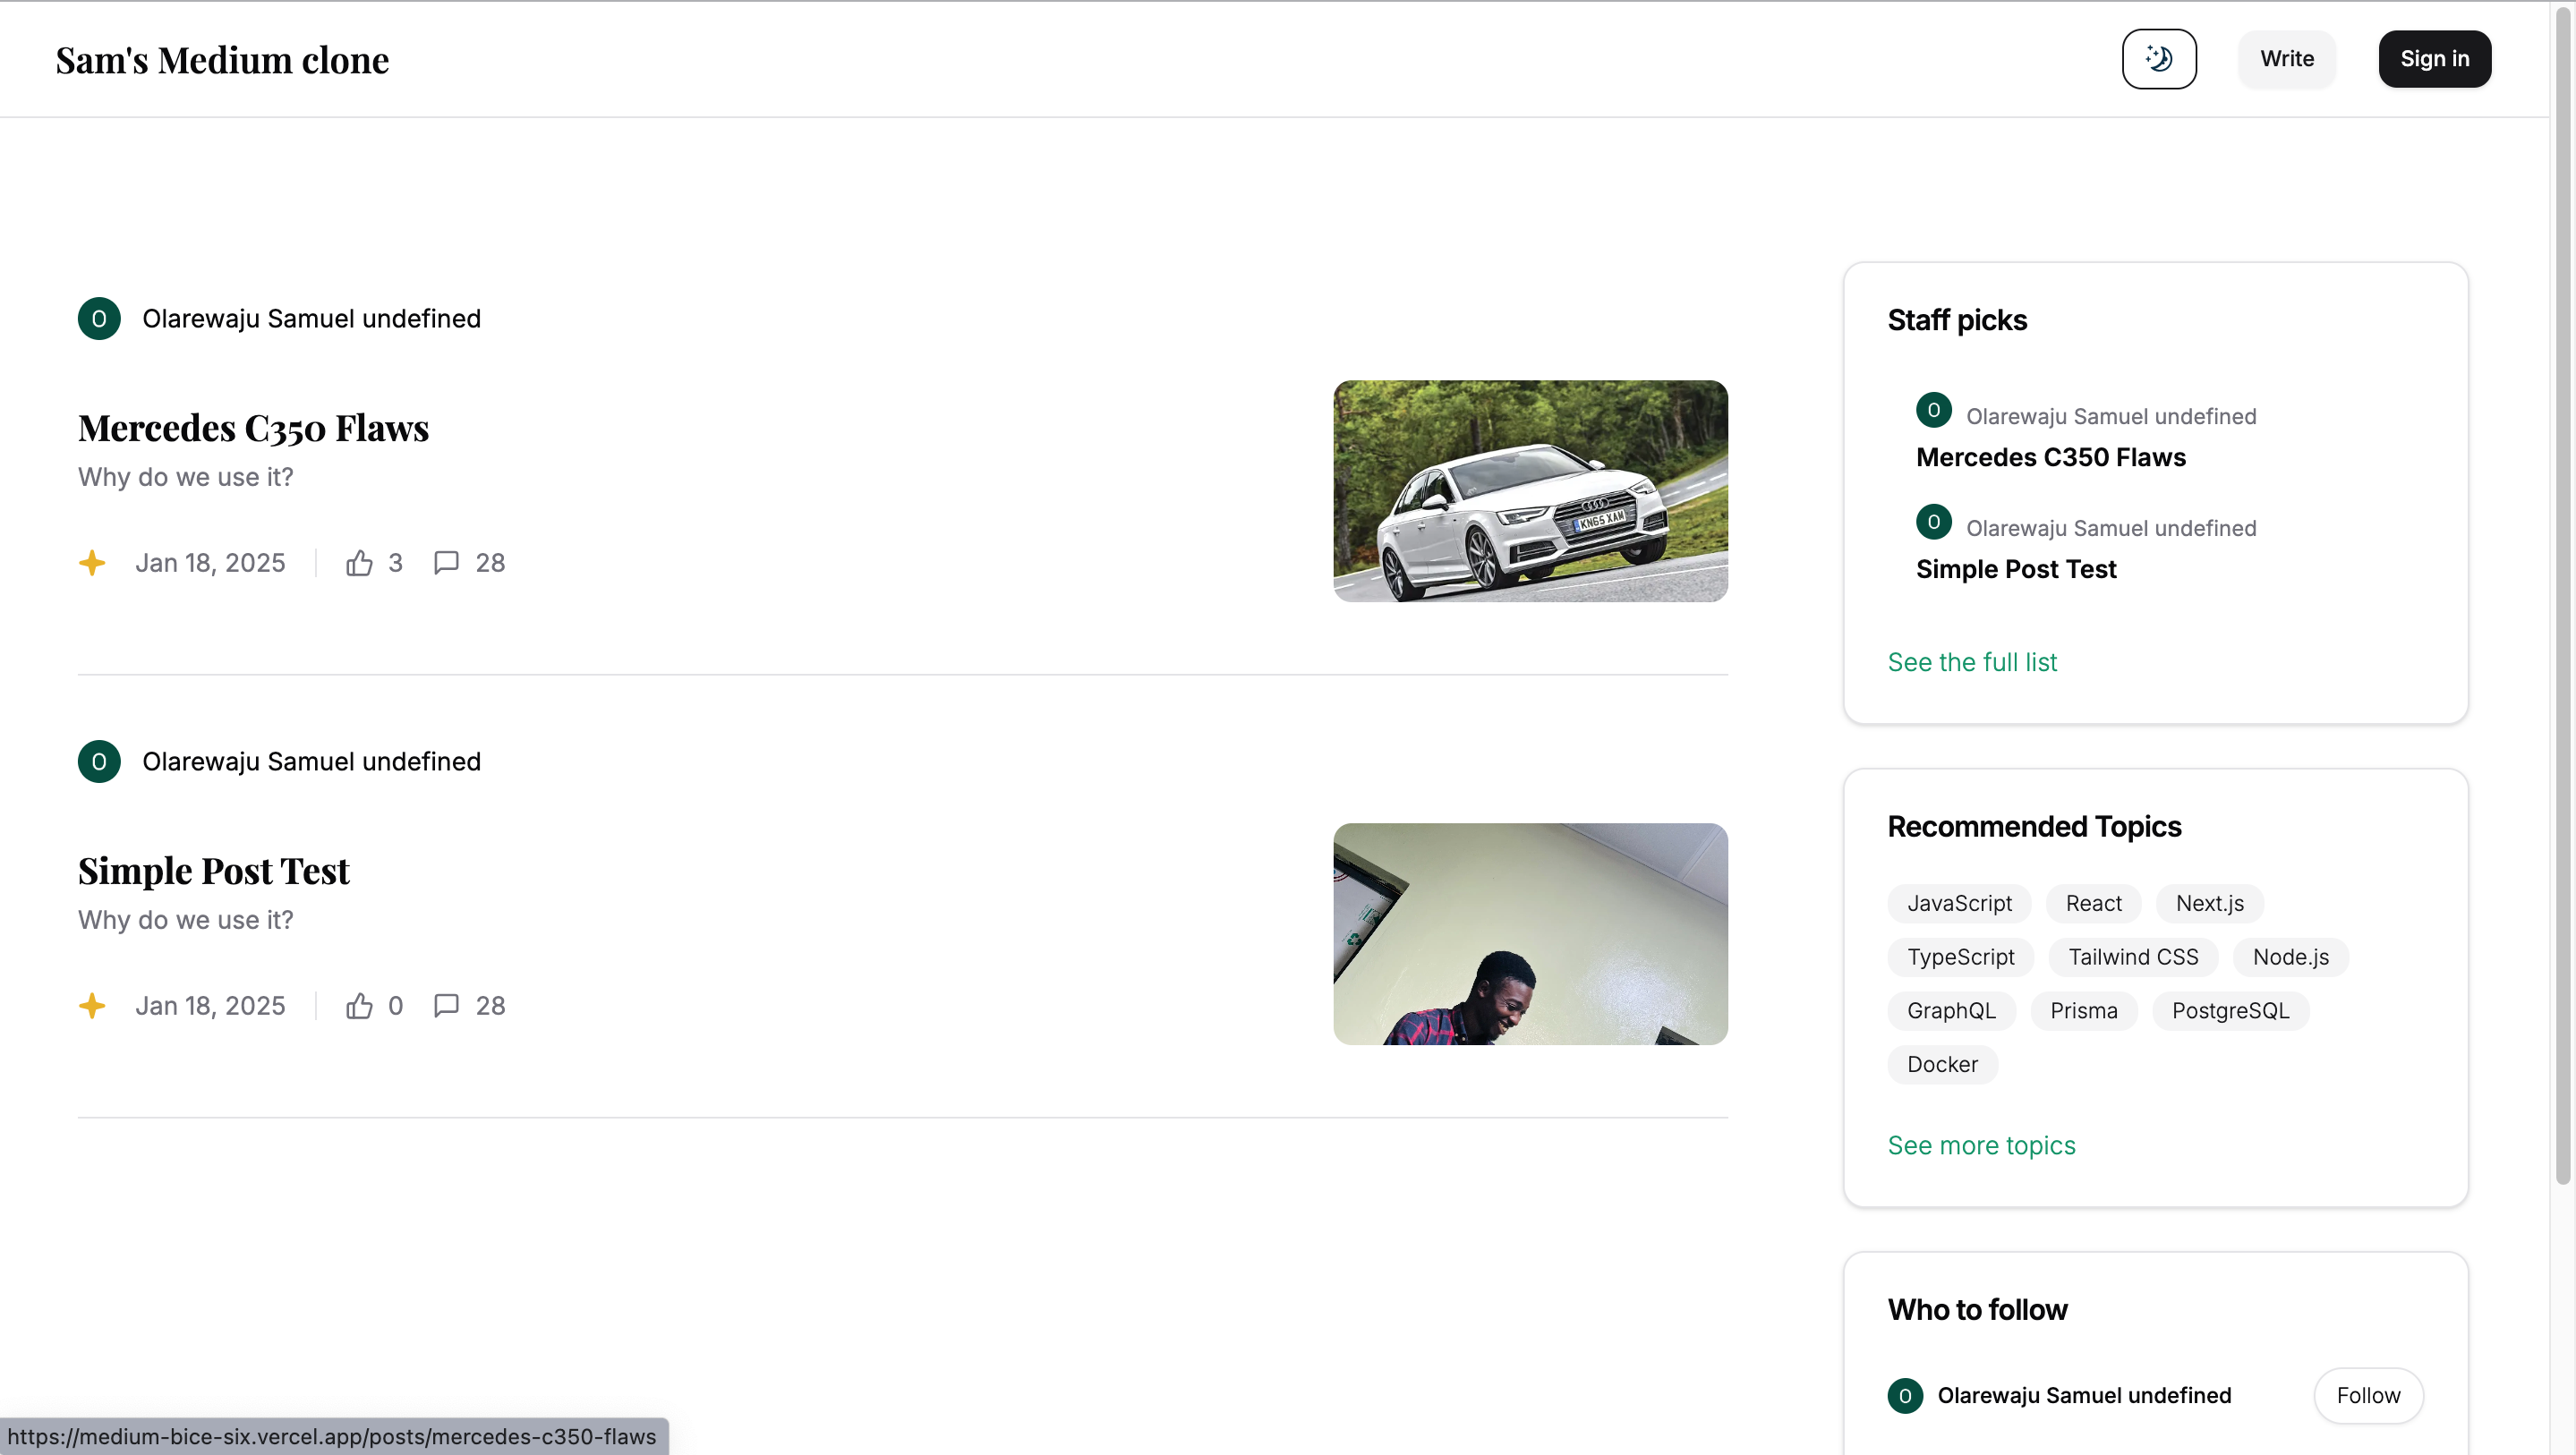 Sam's Medium clone
Write
Sign in
O Olarewaju Samuel undefined
Mercedes C350 Flaws
Why do we use it?
Jan 18, 2025 3 28
KN65 XAM
O Olarewaju Samuel undefined
Simple Post Test
Why do we use it?
Jan 18, 2025 0 28
Staff picks
O Olarewaju Samuel undefined
Mercedes C350 Flaws
O Olarewaju Samuel undefined
Simple Post Test
See the full list
Recommended Topics
JavaScript React Next.js
TypeScript Tailwind CSS Node.js
GraphQL Prisma PostgreSQL
Docker
See more topics
Who to follow
O Olarewaju Samuel undefined Follow
https://medium-bice-six.vercel.app/posts/mercedes-c350-flaws